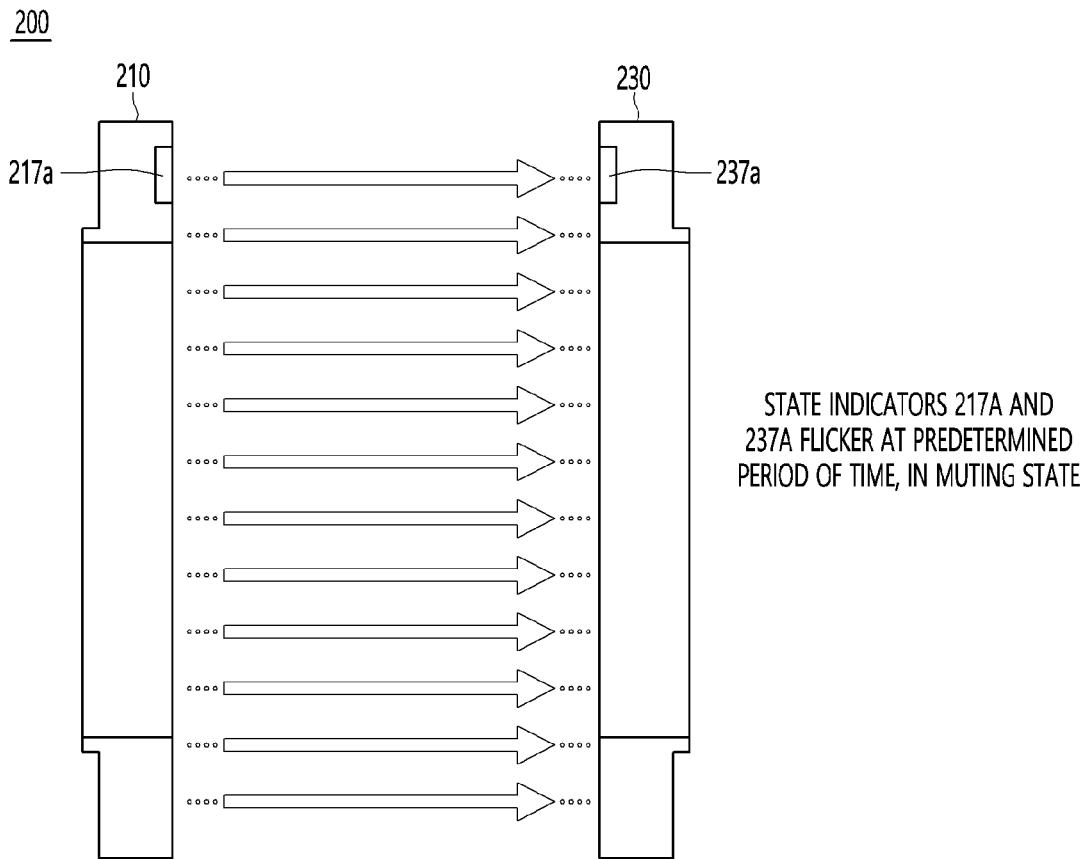 200
210
230
217a
237a
STATE INDICATORS 217A AND
237A FLICKER AT PREDETERMINED
PERIOD OF TIME, IN MUTING STATE